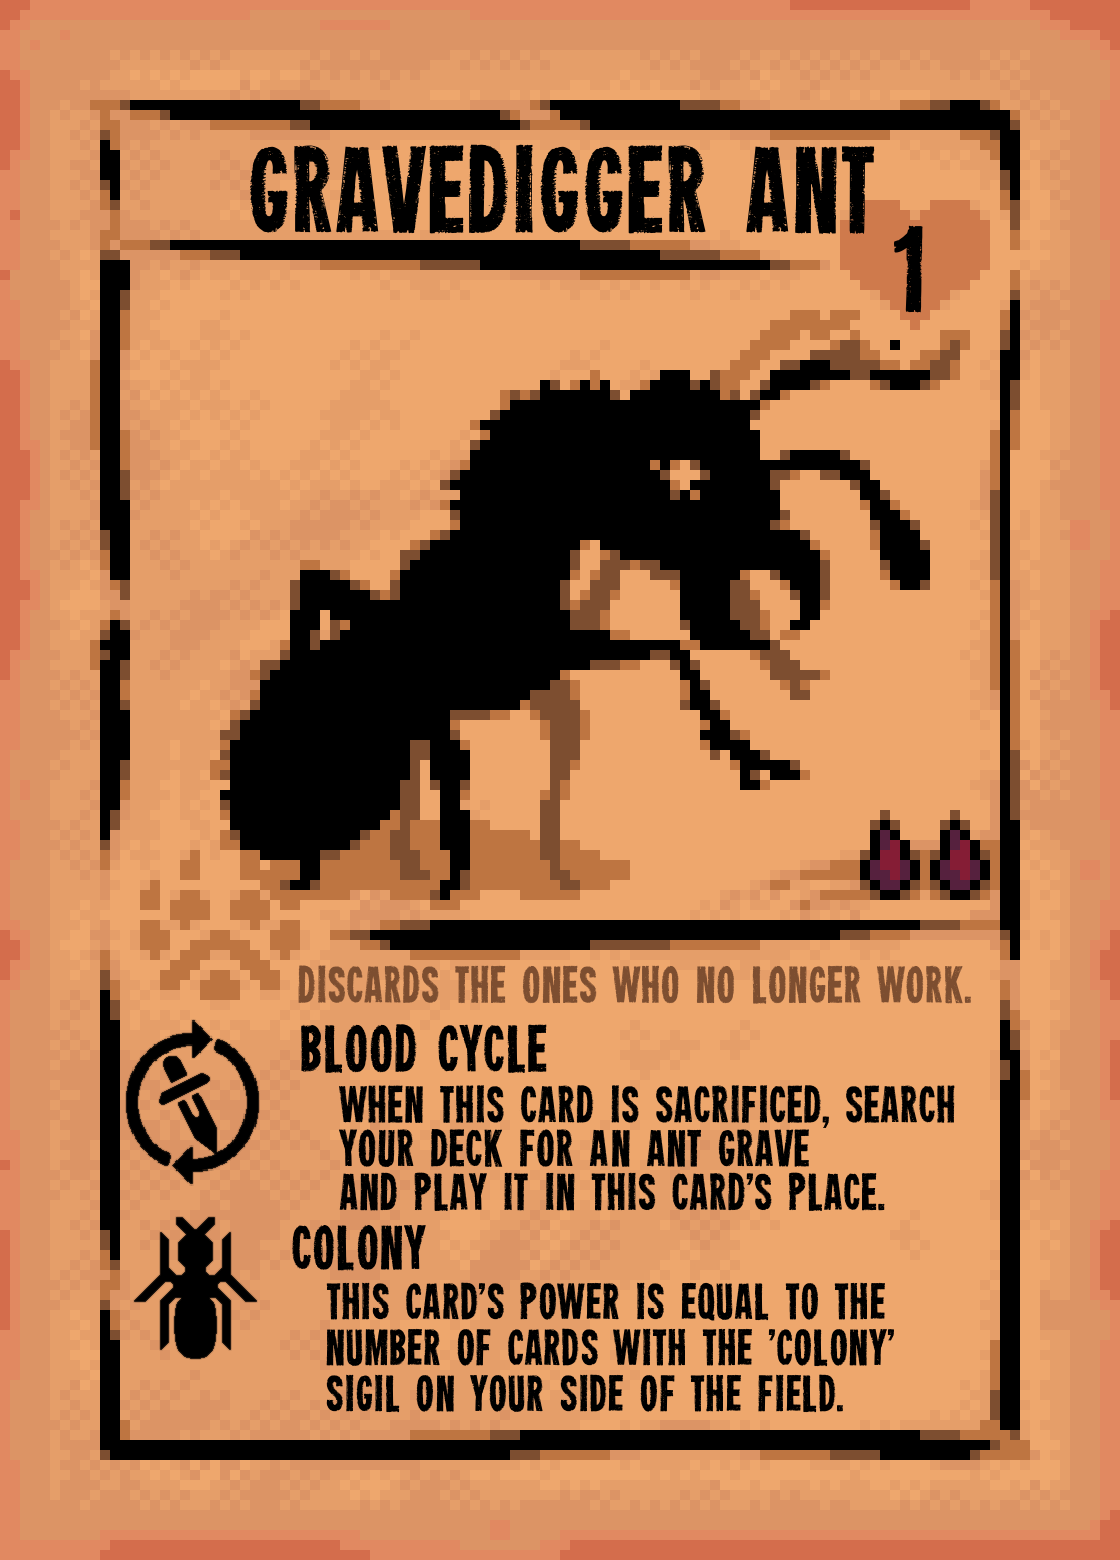 GRAVEDIGGER ANT
1
DISCARDS THE ONES WHO NO LONGER WORK.
BLOOD CYCLE
WHEN THIS CARD IS SACRIFICED, SEARCH
YOUR DECK FOR AN ANT GRAVE
AND PLAY IT IN THIS CARD'S PLACE.
COLONY
THIS CARD'S POWER IS EQUAL TO THE
NUMBER OF CARDS WITH THE 'COLONY'
SIGIL ON YOUR SIDE OF THE FIELD.